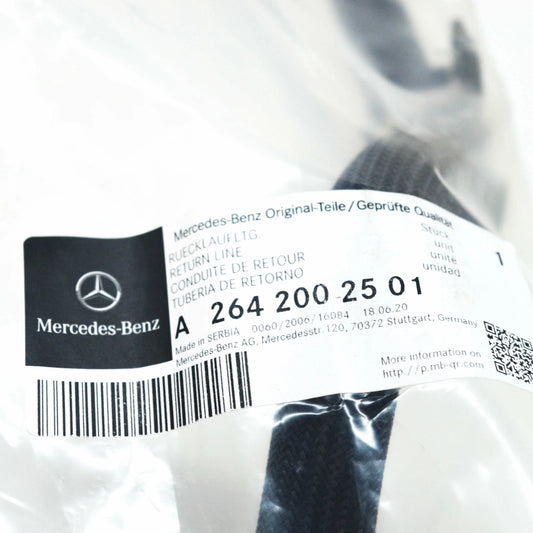 Mercedes-Benz Original-Teile/Geprüfte Qualität
RUECKLAUFLTG.
RETURN LINE
CONDUITE DE RETOUR
TUBERIA DE RETORNO
Stück
unit
unité
unidad
1
A 264 200 25 01
Made in SERBIA 0060/2006/16084 18.06.20
Mercedes-Benz AG, Mercedesstr.120, 70372 Stuttgart, Germany
Mercedes-Benz
More information on
http://p.mb-qr.com